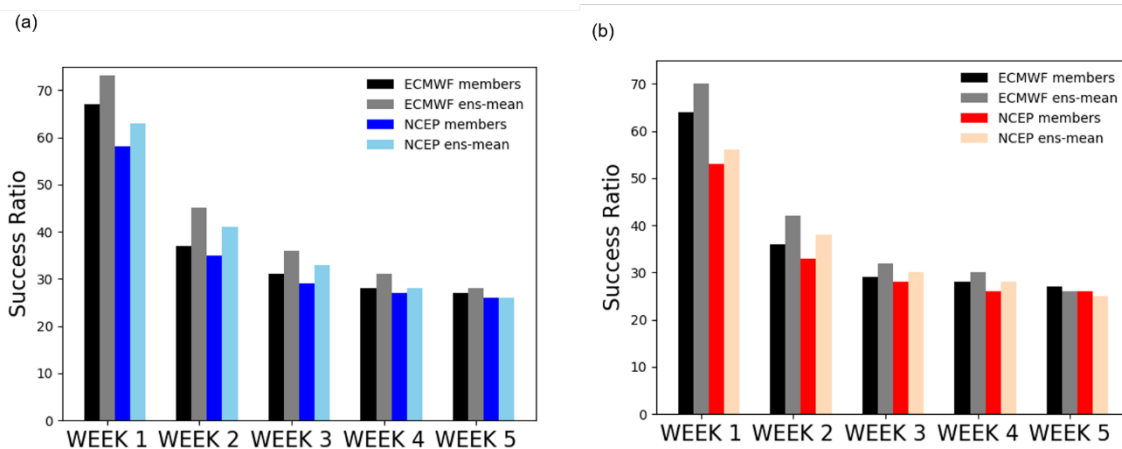 (a)
Success Ratio
70
60
50
40
30
20
10
0
ECMWF members
ECMWF ens-mean
NCEP members
NCEP ens-mean
WEEK 1 WEEK 2 WEEK 3 WEEK 4 WEEK 5
(b)
Success Ratio
70
60
50
40
30
20
10
0
ECMWF members
ECMWF ens-mean
NCEP members
NCEP ens-mean
WEEK 1 WEEK 2 WEEK 3 WEEK 4 WEEK 5